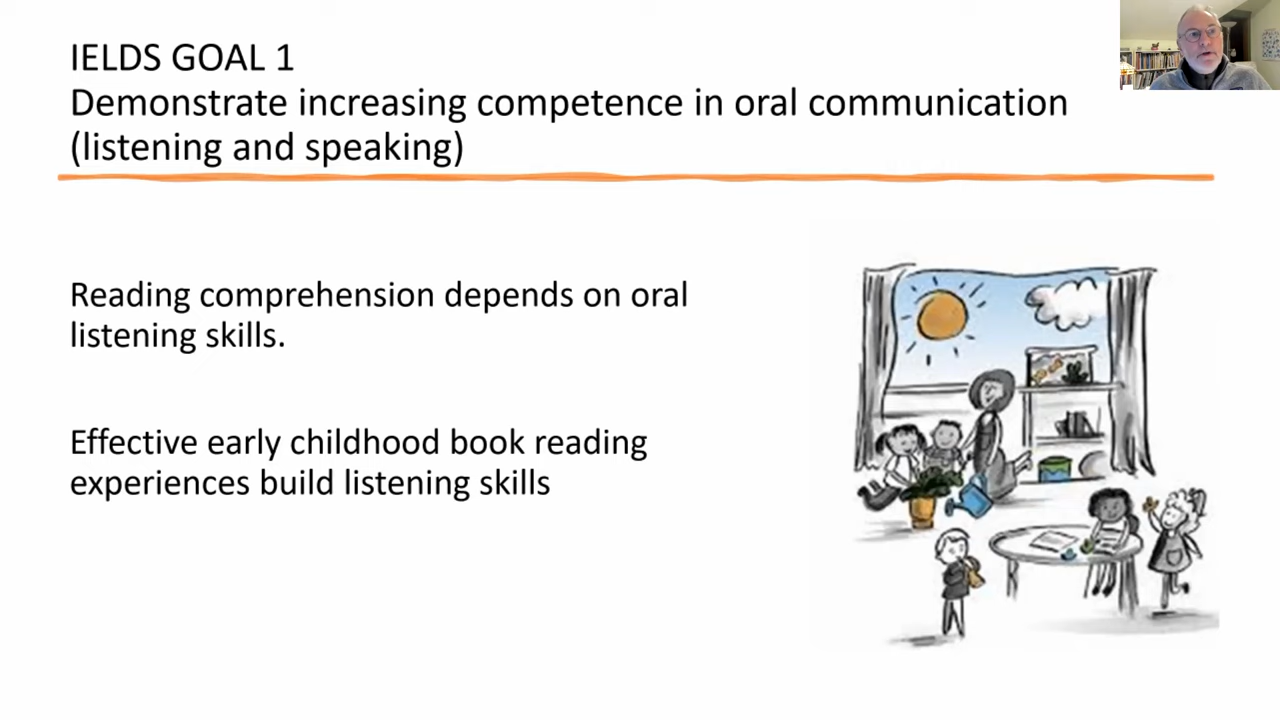 IELDS GOAL 1
Demonstrate increasing competence in oral communication
(listening and speaking)
Reading comprehension depends on oral
listening skills.
Effective early childhood book reading
experiences build listening skills